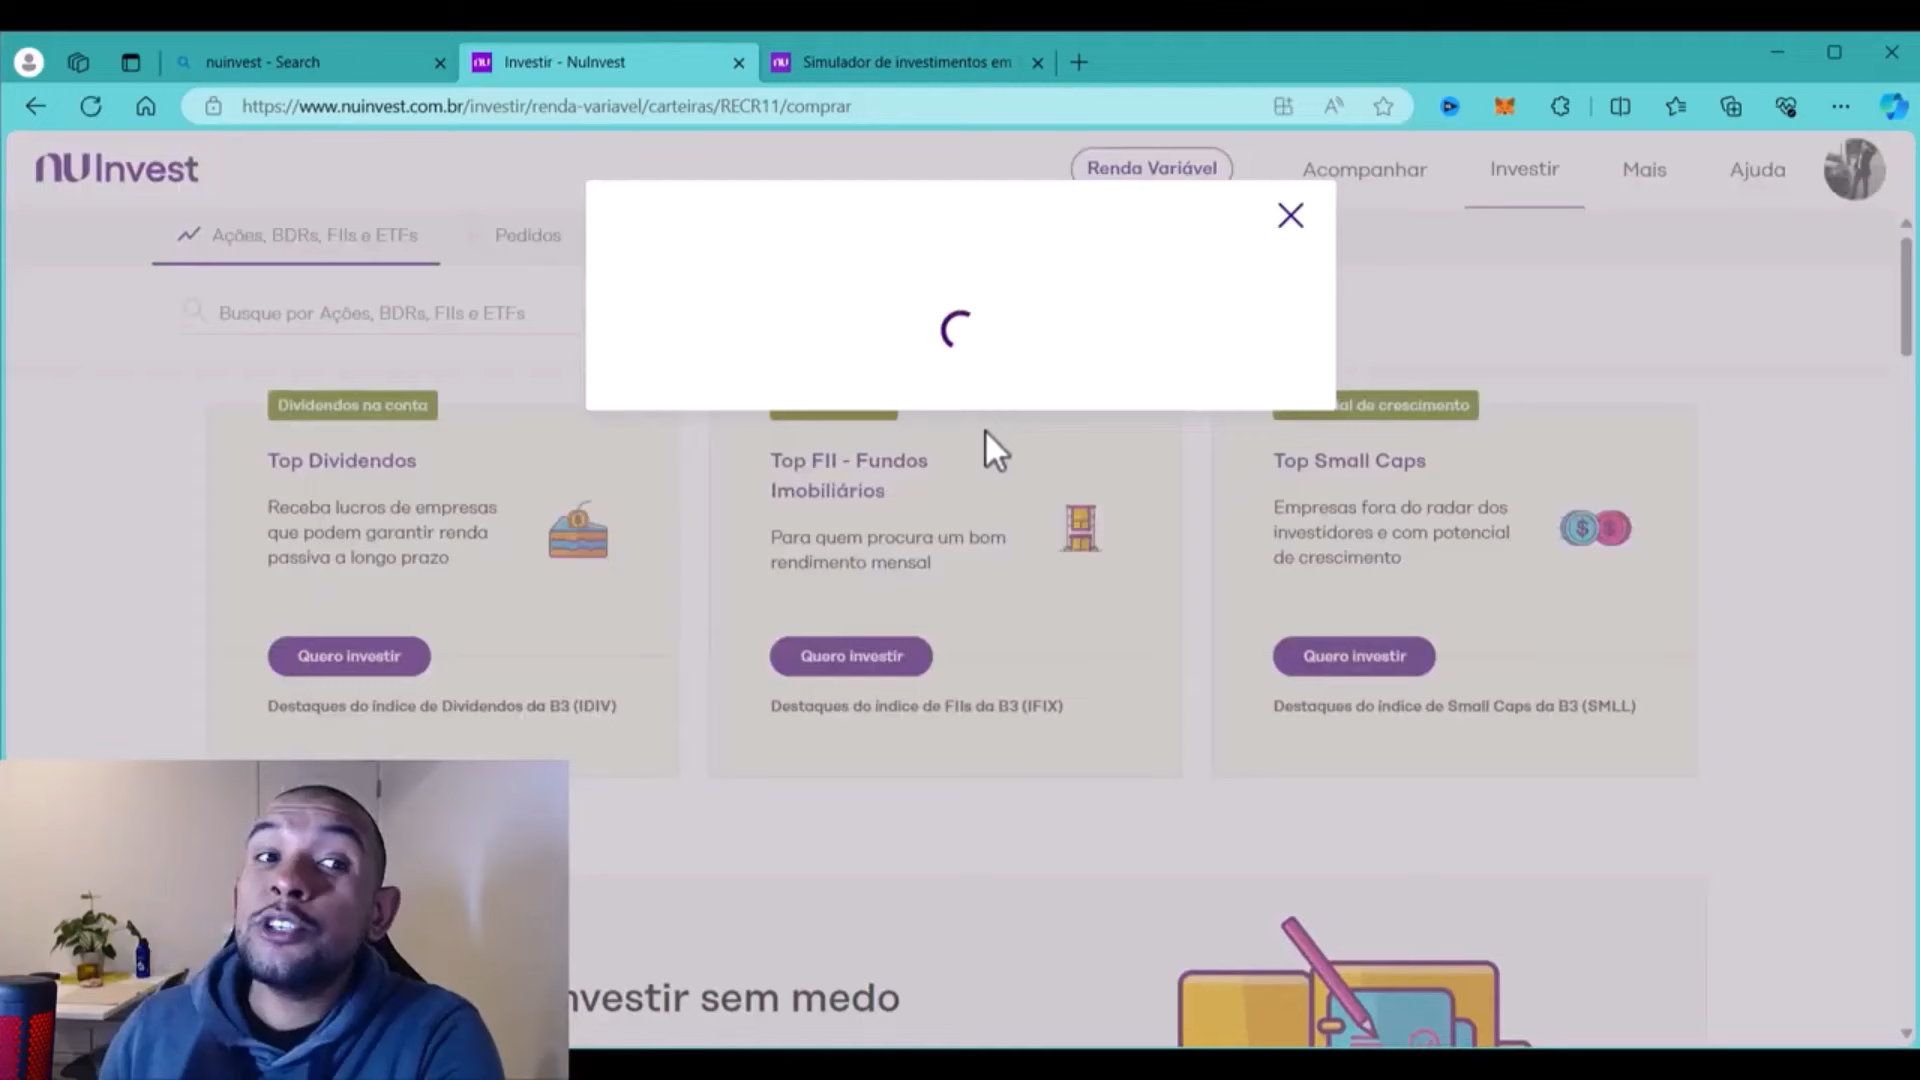 nuinvest - Search
Investir - NuInvest
Simulador de investimentos em
https://www.nuinvest.com.br/investir/renda-variavel/carteiras/RECR11/comprar
nuInvest
Renda Variável
Acompanhar
Investir
Mais
Ajuda
Ações, BDRs, FIIs e ETFs
Pedidos
Busque por Ações, BDRs, FIIs e ETFs
Dividendos na conta
Top Dividendos
Receba lucros de empresas
que podem garantir renda
passiva a longo prazo
Quero investir
Destaques do índice de Dividendos da B3 (IDIV)
Top FII - Fundos
Imobiliários
Para quem procura um bom
rendimento mensal
Quero investir
Destaques do índice de FIIs da B3 (IFIX)
al de crescimento
Top Small Caps
Empresas fora do radar dos
investidores e com potencial
de crescimento
Quero investir
Destaques do índice de Small Caps da B3 (SMLL)
nvestir sem medo